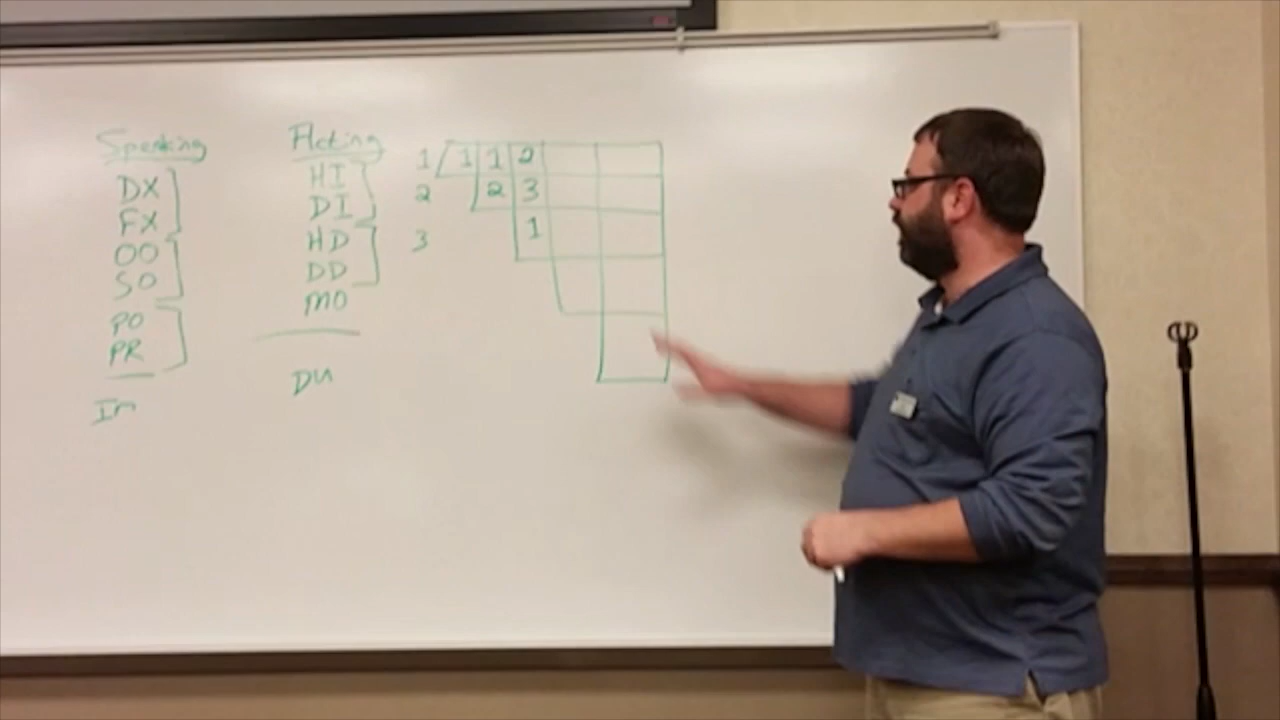 Speaking
DX
FX
OO
SO
PO
PR
In
Acting
HI
DI
HD
DD
MO
DU
1 1 1 2
2 2 3
3 1